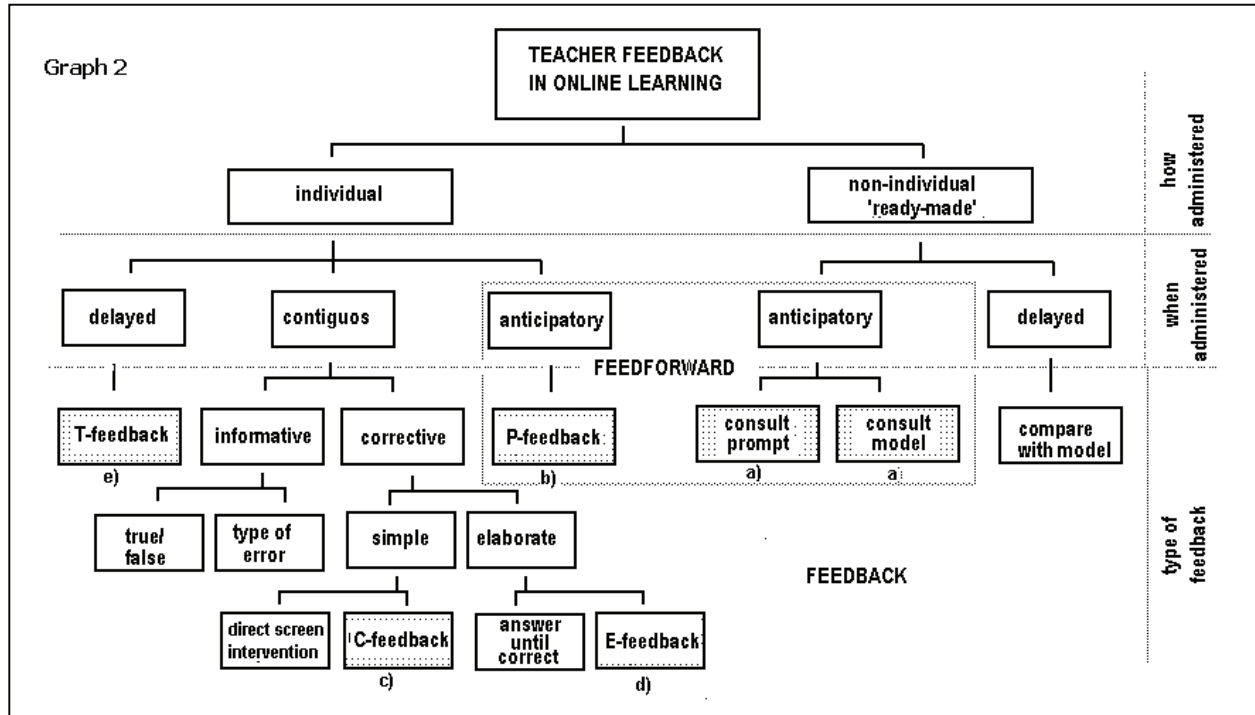 Graph 2
TEACHER FEEDBACK
IN ONLINE LEARNING
individual
non-individual
'ready-made'
how
administered
delayed
contiguos
anticipatory
anticipatory
delayed
when
administered
FEEDFORWARD
T-feedback
informative
corrective
P-feedback
consult
prompt
consult
model
compare
with model
e)
b)
a)
a
true/
false
type of
error
simple
elaborate
FEEDBACK
type of
feedback
direct screen
intervention
C-feedback
answer
until
correct
E-feedback
c)
d)